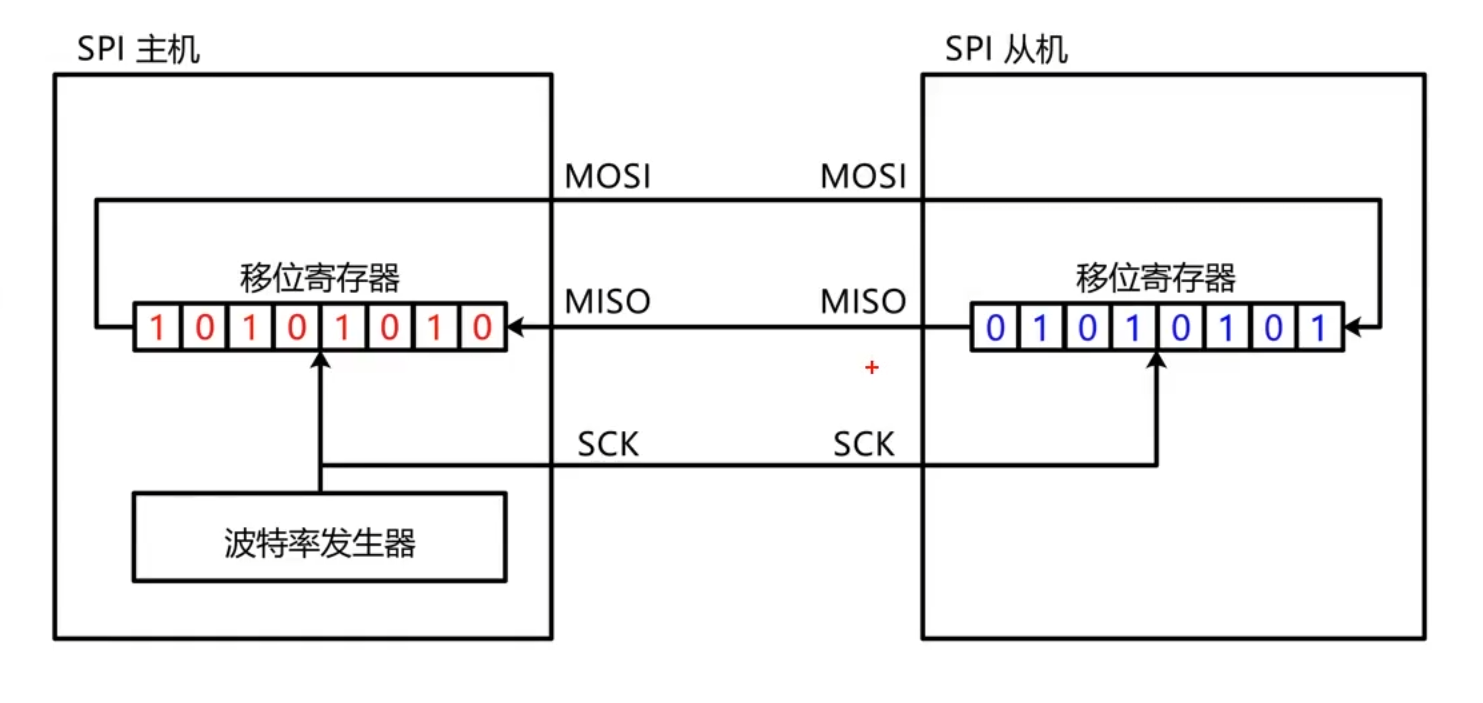 SPI 主机
SPI 从机
MOSI
MOSI
移位寄存器
移位寄存器
MISO
MISO
1 0 1 0 1 0 1 0
0 1 0 1 0 1 0 1
SCK
SCK
波特率发生器